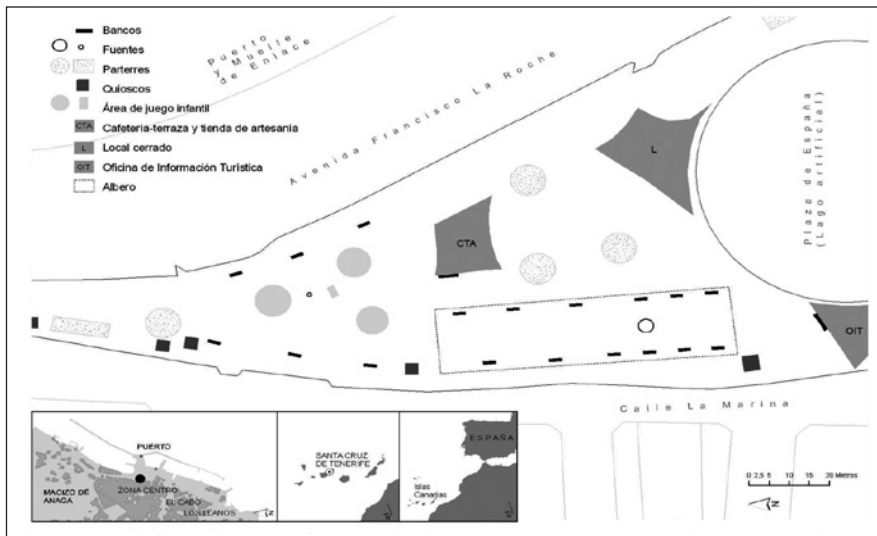 Bancos
Fuentes
Parterres
Quioscos
Área de juego infantil
CTA Cafetería-terraza y tienda de artesanía
L Local cerrado
OIT Oficina de Información Turística
Albero
Puerto
y Muelle
de Enlace
Avenida Francisco La Roche
Plaza de España
(Lago artificial)
L
CTA
OIT
Calle La Marina
PUERTO
MACIZO DE
ANAGA
ZONA CENTRO
EL CABO
LOS LLANOS
SANTA CRUZ
DE TENERIFE
ESPAÑA
Islas
Canarias
0 2,5 5 10 15 20 Metros
N